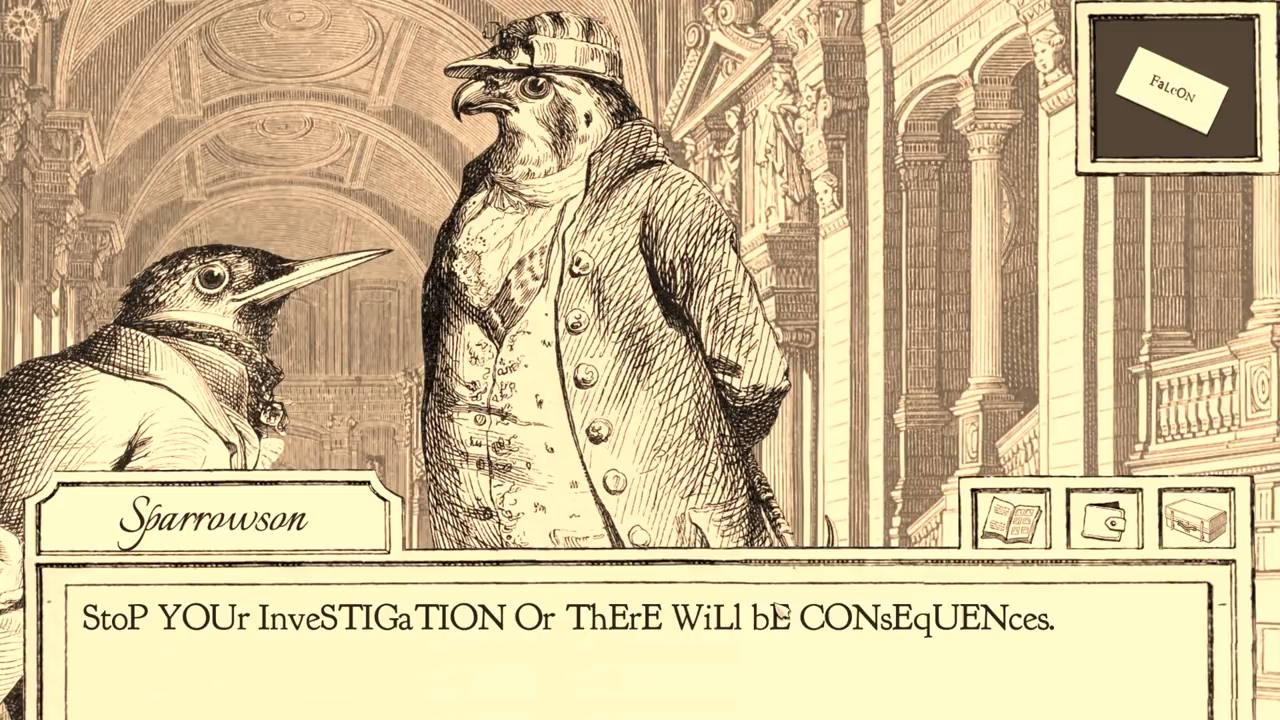 FaLcON
Sparrowson
StoP YOUr InveSTIGaTION Or ThErE WiLl bE CONsEqUENces.